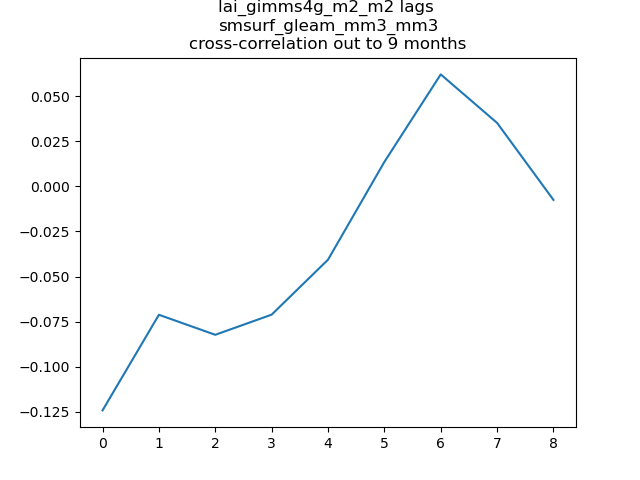 lai_gimms4g_m2_m2 lags
smsurf_gleam_mm3_mm3
cross-correlation out to 9 months
0.050
0.025
0.000
−0.025
−0.050
−0.075
−0.100
−0.125
0 1 2 3 4 5 6 7 8